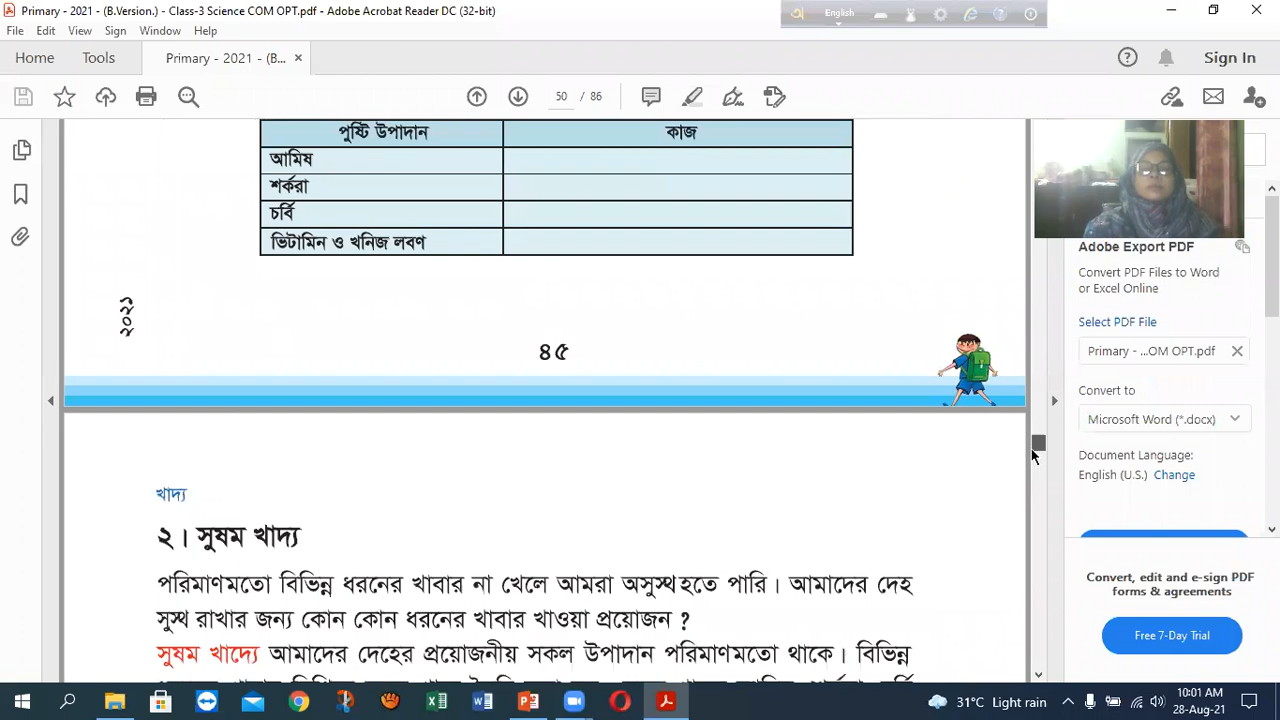 Primary - 2021 - (B.Version.) - Class-3 Science COM OPT.pdf - Adobe Acrobat Reader DC (32-bit)
English
File Edit View Sign Window Help
Home Tools Primary - 2021 - (B... ×
Sign In
50 / 86
পুষ্টি উপাদান কাজ
আমিষ
শর্করা
চর্বি
ভিটামিন ও খনিজ লবণ
২০২১
৪৫
খাদ্য
২। সুষম খাদ্য
পরিমাণমতো বিভিন্ন ধরনের খাবার না খেলে আমরা অসুস্থ হতে পারি। আমাদের দেহ
সুস্থ রাখার জন্য কোন কোন ধরনের খাবার খাওয়া প্রয়োজন ?
সুষম খাদ্যে আমাদের দেহের প্রয়োজনীয় সকল উপাদান পরিমাণমতো থাকে। বিভিন্ন
Adobe Export PDF
Convert PDF Files to Word
or Excel Online
Select PDF File
Primary - ...OM OPT.pdf
Convert to
Microsoft Word (*.docx)
Document Language:
English (U.S.) Change
Convert, edit and e-sign PDF
forms & agreements
Free 7-Day Trial
31°C Light rain
10:01 AM
28-Aug-21